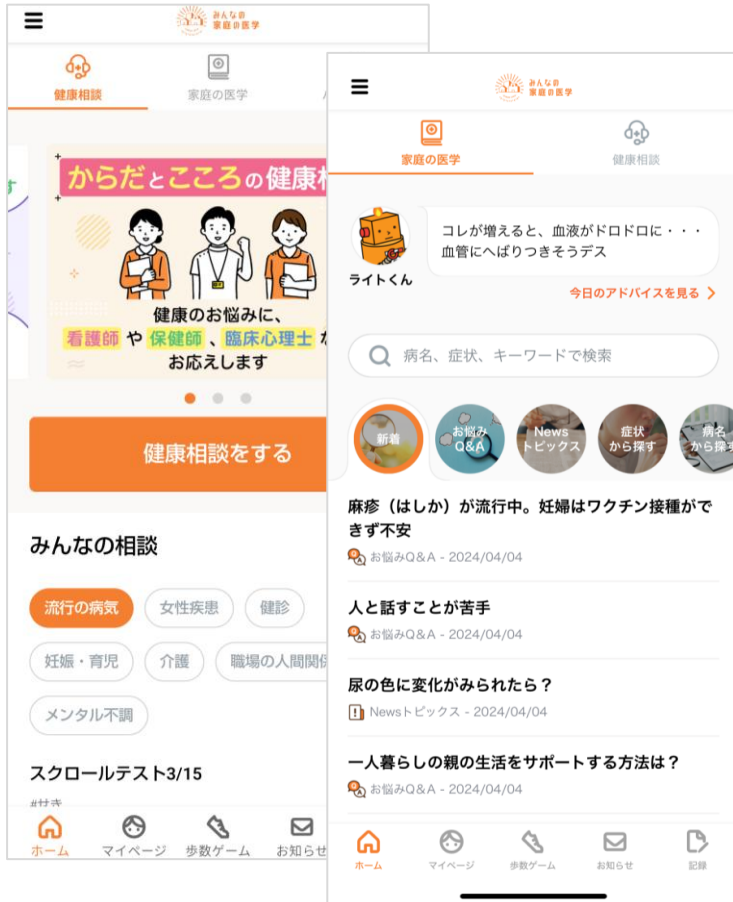 みんなの
家庭の医学
健康相談
家庭の医学
からだとこころの健康
健康のお悩みに、
看護師 や 保健師 、臨床心理士
お応えします
健康相談をする
みんなの相談
流行の病気
女性疾患
健診
妊娠・育児
介護
職場の人間関係
メンタル不調
スクロールテスト3/15
#せき
ホーム
マイページ
歩数ゲーム
お知らせ
みんなの
家庭の医学
家庭の医学
健康相談
コレが増えると、血液がドロドロに・・・
血管にへばりつきそうデス
ライトくん
今日のアドバイスを見る
病名、症状、キーワードで検索
新着
お悩み
Q&A
News
トピックス
症状
から探す
病名
から探す
麻疹（はしか）が流行中。妊婦はワクチン接種がで
きず不安
お悩みQ&A - 2024/04/04
人と話すことが苦手
お悩みQ&A - 2024/04/04
尿の色に変化がみられたら？
Newsトピックス - 2024/04/04
一人暮らしの親の生活をサポートする方法は？
お悩みQ&A - 2024/04/04
ホーム
マイページ
歩数ゲーム
お知らせ
記録